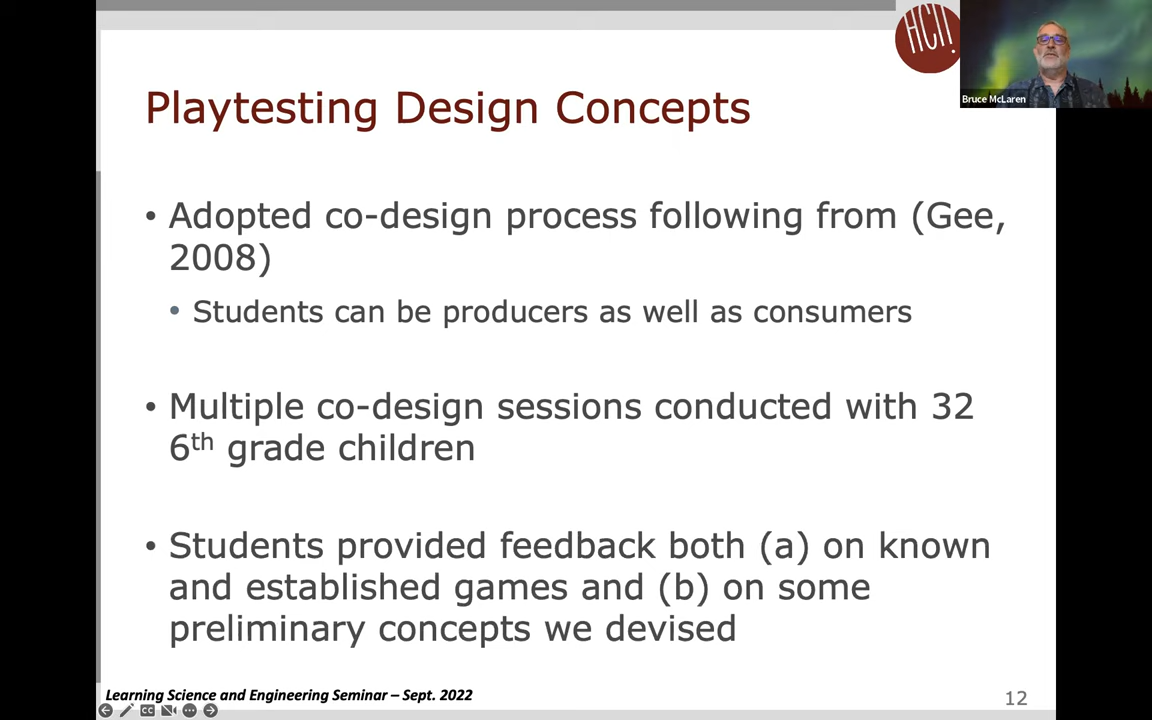 HCII
Bruce McLaren
Playtesting Design Concepts
• Adopted co-design process following from (Gee,
2008)
• Students can be producers as well as consumers
• Multiple co-design sessions conducted with 32
6th grade children
• Students provided feedback both (a) on known
and established games and (b) on some
preliminary concepts we devised
Learning Science and Engineering Seminar – Sept. 2022
12
CC